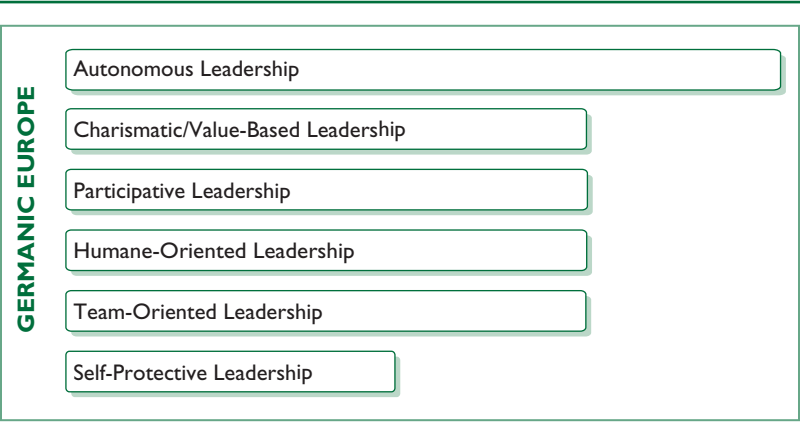 GERMANIC EUROPE
Autonomous Leadership
Charismatic/Value-Based Leadership
Participative Leadership
Humane-Oriented Leadership
Team-Oriented Leadership
Self-Protective Leadership